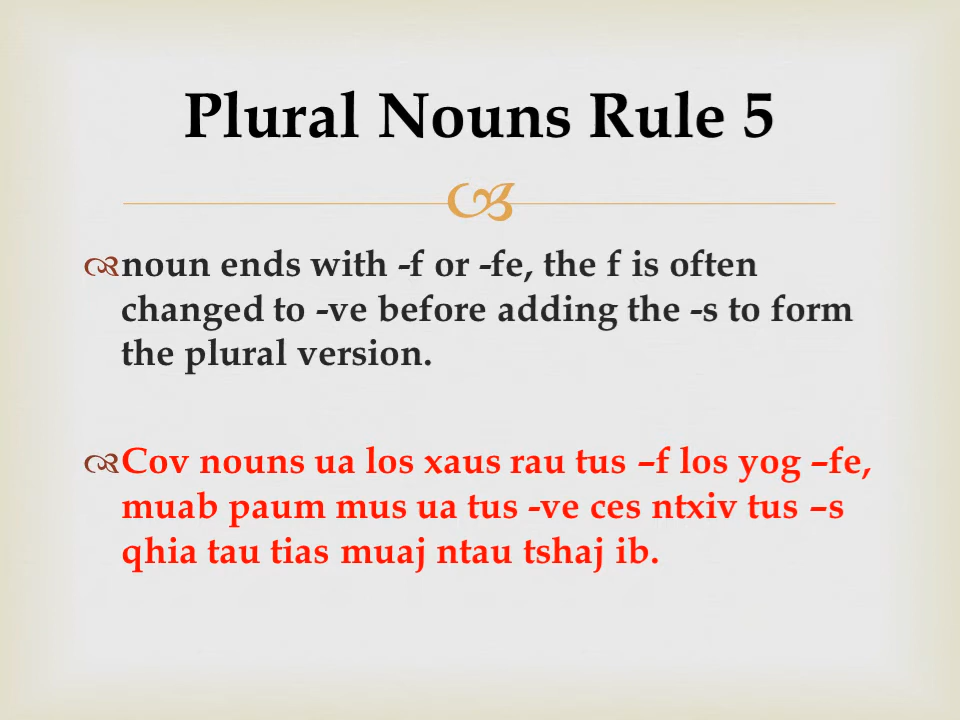 Plural Nouns Rule 5
noun ends with -f or -fe, the f is often
changed to -ve before adding the -s to form
the plural version.
Cov nouns ua los xaus rau tus –f los yog –fe,
muab paum mus ua tus -ve ces ntxiv tus –s
qhia tau tias muaj ntau tshaj ib.